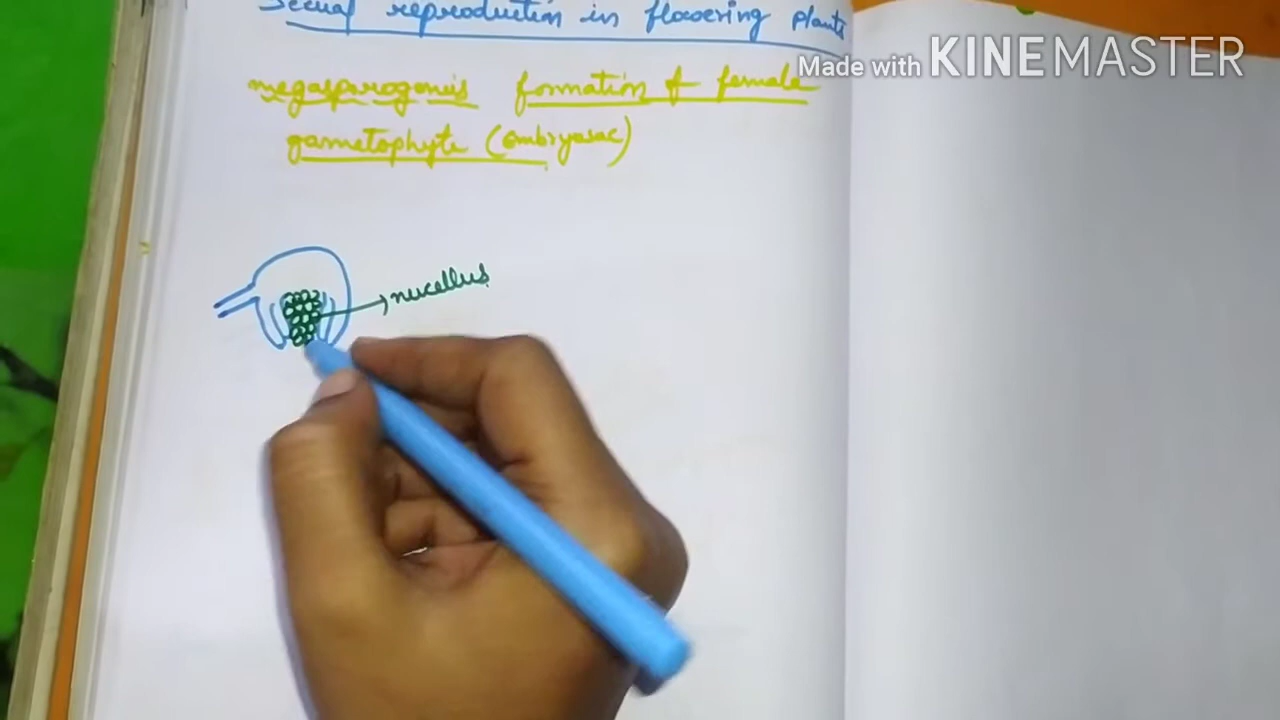 Sexual reproduction in flowering plants
Made with KINEMASTER
megasporogenesis formation of female
gametophyte (embryosac)
nucellus